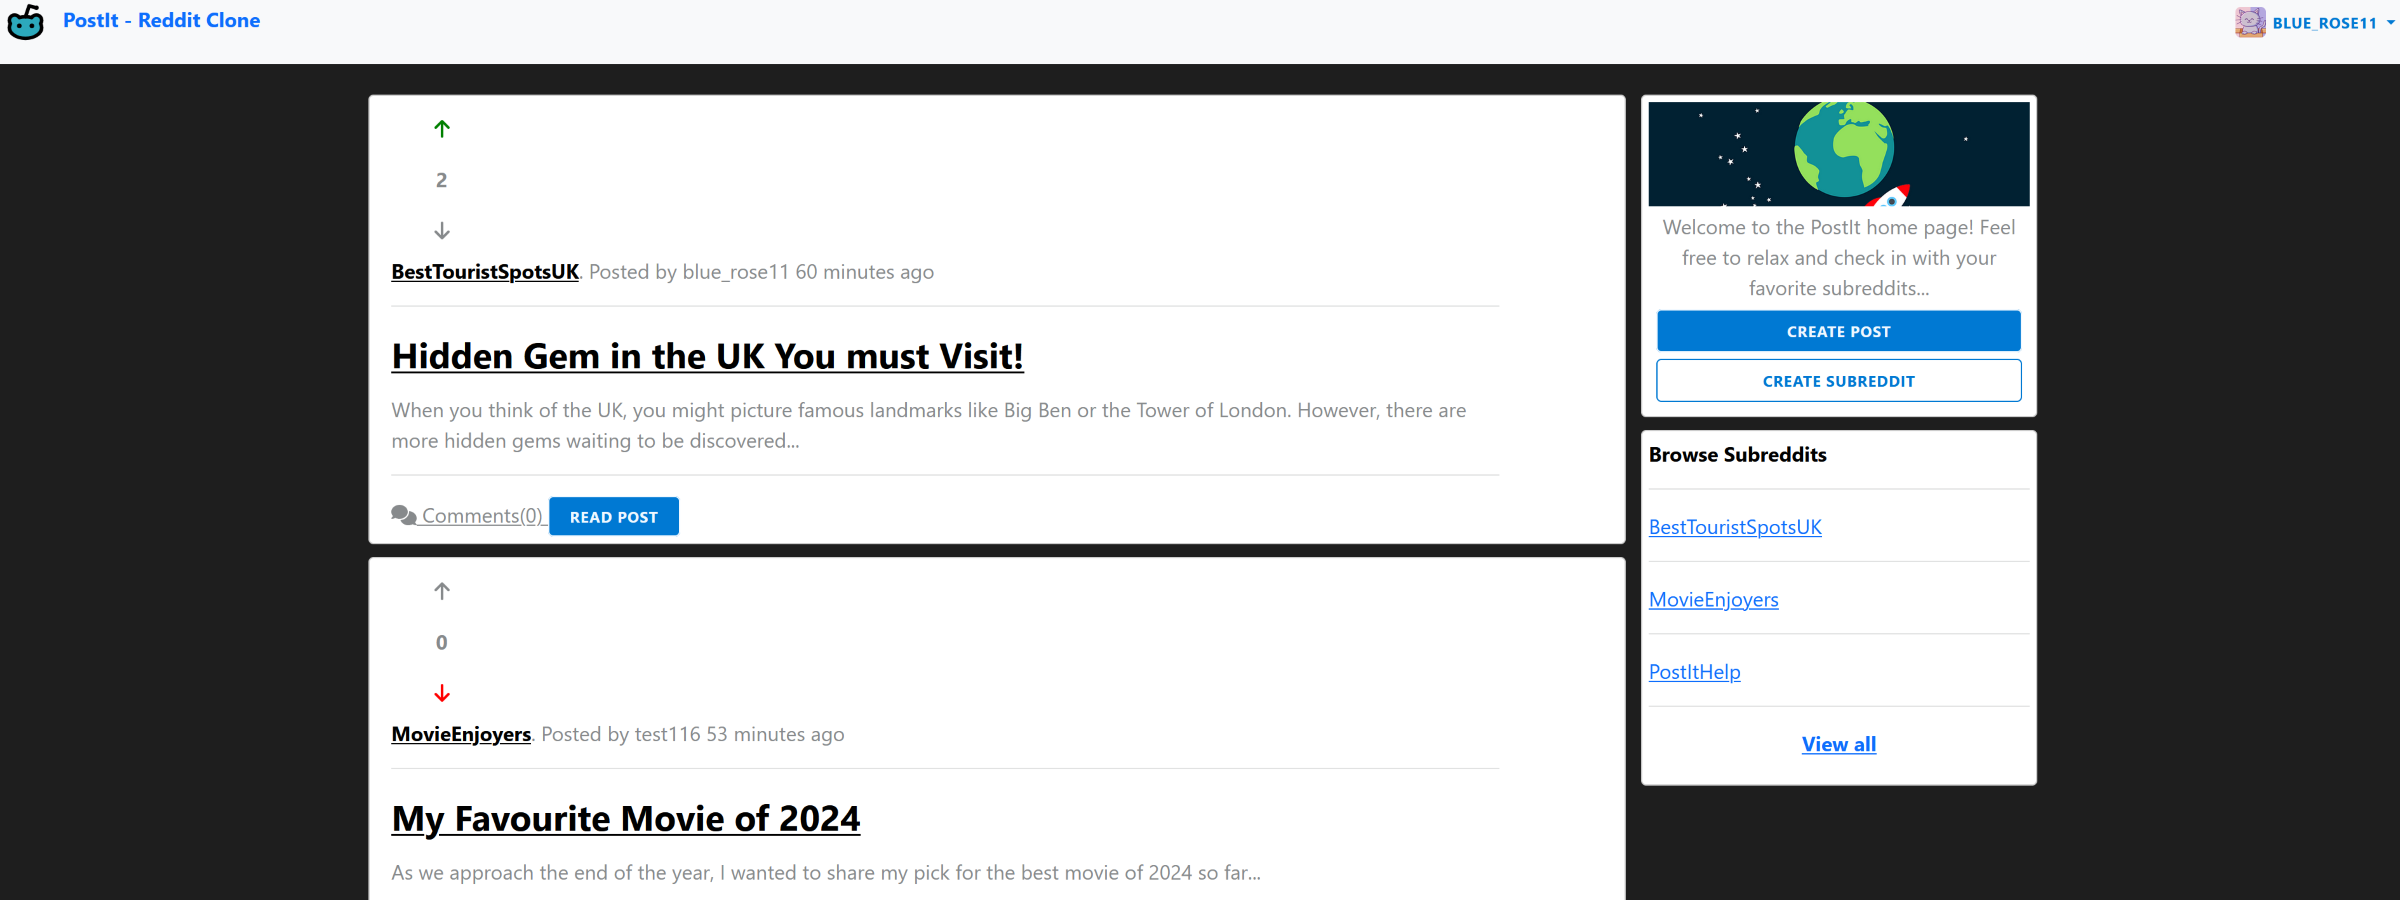 PostIt - Reddit Clone
BLUE_ROSE11
2
BestTouristSpotsUK. Posted by blue_rose11 60 minutes ago
Hidden Gem in the UK You must Visit!
When you think of the UK, you might picture famous landmarks like Big Ben or the Tower of London. However, there are
more hidden gems waiting to be discovered...
Comments(0) READ POST
0
MovieEnjoyers. Posted by test116 53 minutes ago
My Favourite Movie of 2024
As we approach the end of the year, I wanted to share my pick for the best movie of 2024 so far...
Welcome to the PostIt home page! Feel
free to relax and check in with your
favorite subreddits...
CREATE POST
CREATE SUBREDDIT
Browse Subreddits
BestTouristSpotsUK
MovieEnjoyers
PostItHelp
View all